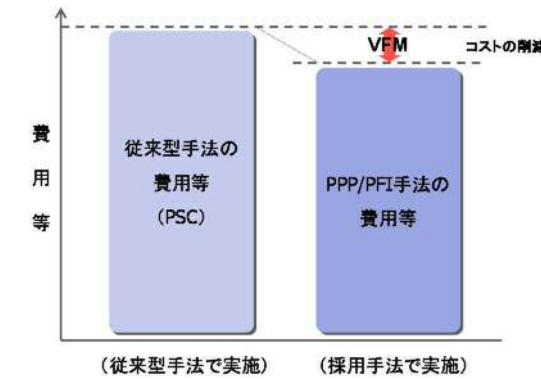 VFM
コストの削減
費用等
従来型手法の
費用等
(PSC)
PPP/PFI手法の
費用等
(従来型手法で実施)
(採用手法で実施)